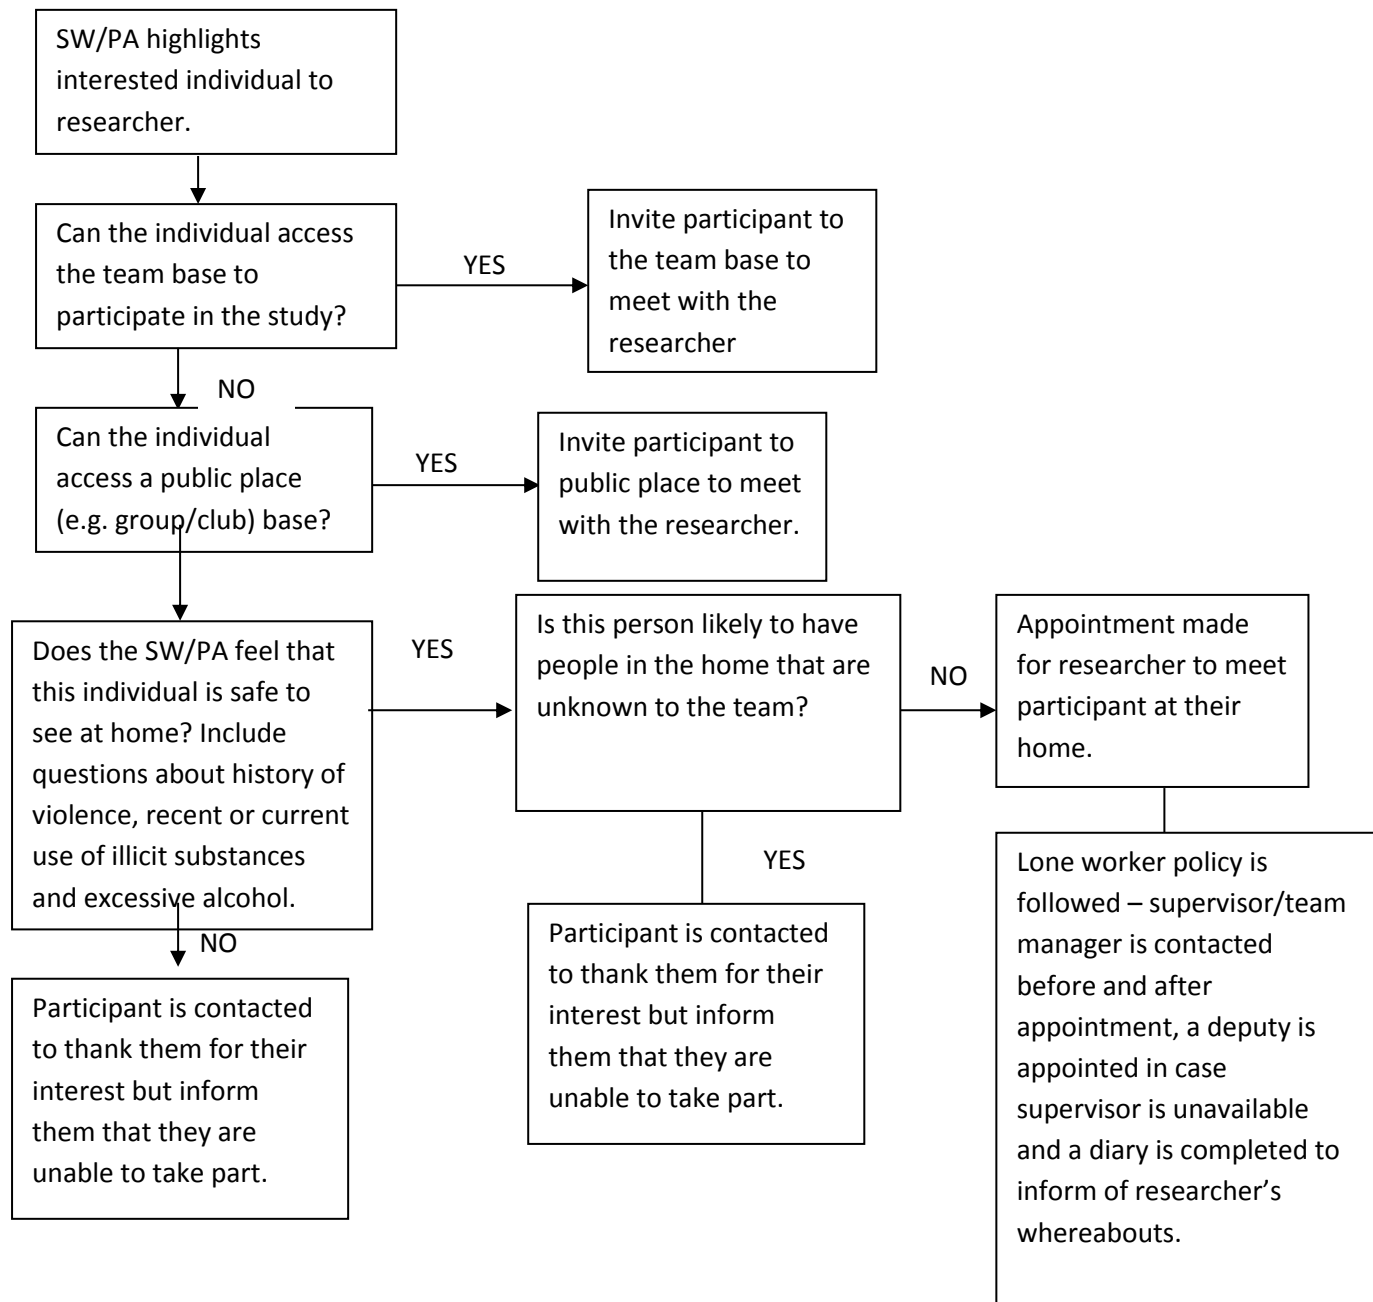 SW/PA highlights
interested individual to
researcher.
Can the individual access
the team base to
participate in the study?
YES
Invite participant to
the team base to
meet with the
researcher
NO
Can the individual
access a public place
(e.g. group/club) base?
YES
Invite participant to
public place to meet
with the researcher.
Does the SW/PA feel that
this individual is safe to
see at home? Include
questions about history of
violence, recent or current
use of illicit substances
and excessive alcohol.
YES
Is this person likely to have
people in the home that are
unknown to the team?
NO
Appointment made
for researcher to meet
participant at their
home.
NO
Participant is contacted
to thank them for their
interest but inform
them that they are
unable to take part.
YES
Participant is contacted
to thank them for their
interest but inform
them that they are
unable to take part.
Lone worker policy is
followed – supervisor/team
manager is contacted
before and after
appointment, a deputy is
appointed in case
supervisor is unavailable
and a diary is completed to
inform of researcher’s
whereabouts.